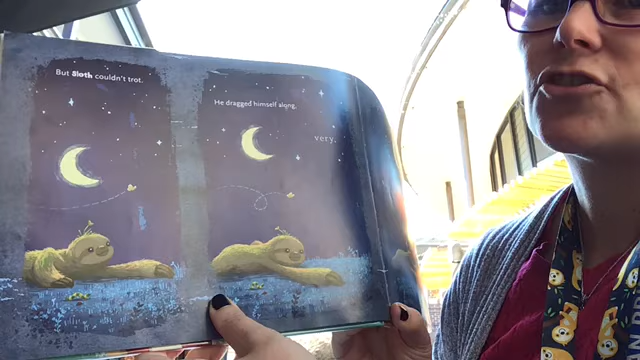 But Sloth couldn't trot.
He dragged himself along,
very,